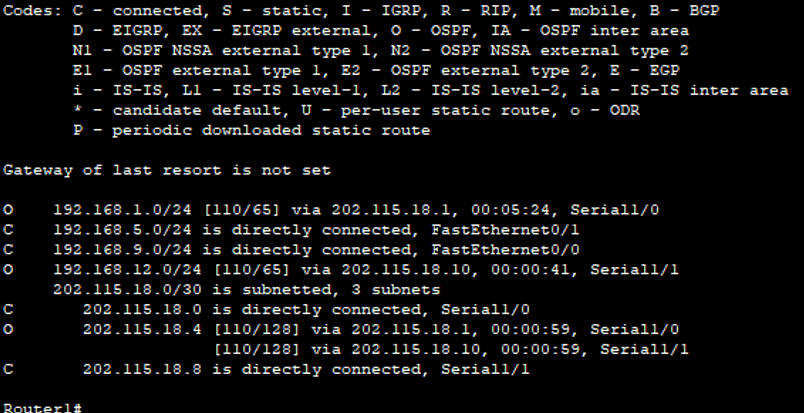 Codes: C - connected, S - static, I - IGRP, R - RIP, M - mobile, B - BGP
D - EIGRP, EX - EIGRP external, O - OSPF, IA - OSPF inter area
N1 - OSPF NSSA external type 1, N2 - OSPF NSSA external type 2
E1 - OSPF external type 1, E2 - OSPF external type 2, E - EGP
i - IS-IS, L1 - IS-IS level-1, L2 - IS-IS level-2, ia - IS-IS inter area
* - candidate default, U - per-user static route, o - ODR
P - periodic downloaded static route
Gateway of last resort is not set
O 192.168.1.0/24 [110/65] via 202.115.18.1, 00:05:24, Serial1/0
C 192.168.5.0/24 is directly connected, FastEthernet0/1
C 192.168.9.0/24 is directly connected, FastEthernet0/0
O 192.168.12.0/24 [110/65] via 202.115.18.10, 00:00:41, Serial1/1
202.115.18.0/30 is subnetted, 3 subnets
C 202.115.18.0 is directly connected, Serial1/0
O 202.115.18.4 [110/128] via 202.115.18.1, 00:00:59, Serial1/0
[110/128] via 202.115.18.10, 00:00:59, Serial1/1
C 202.115.18.8 is directly connected, Serial1/1
Router1#